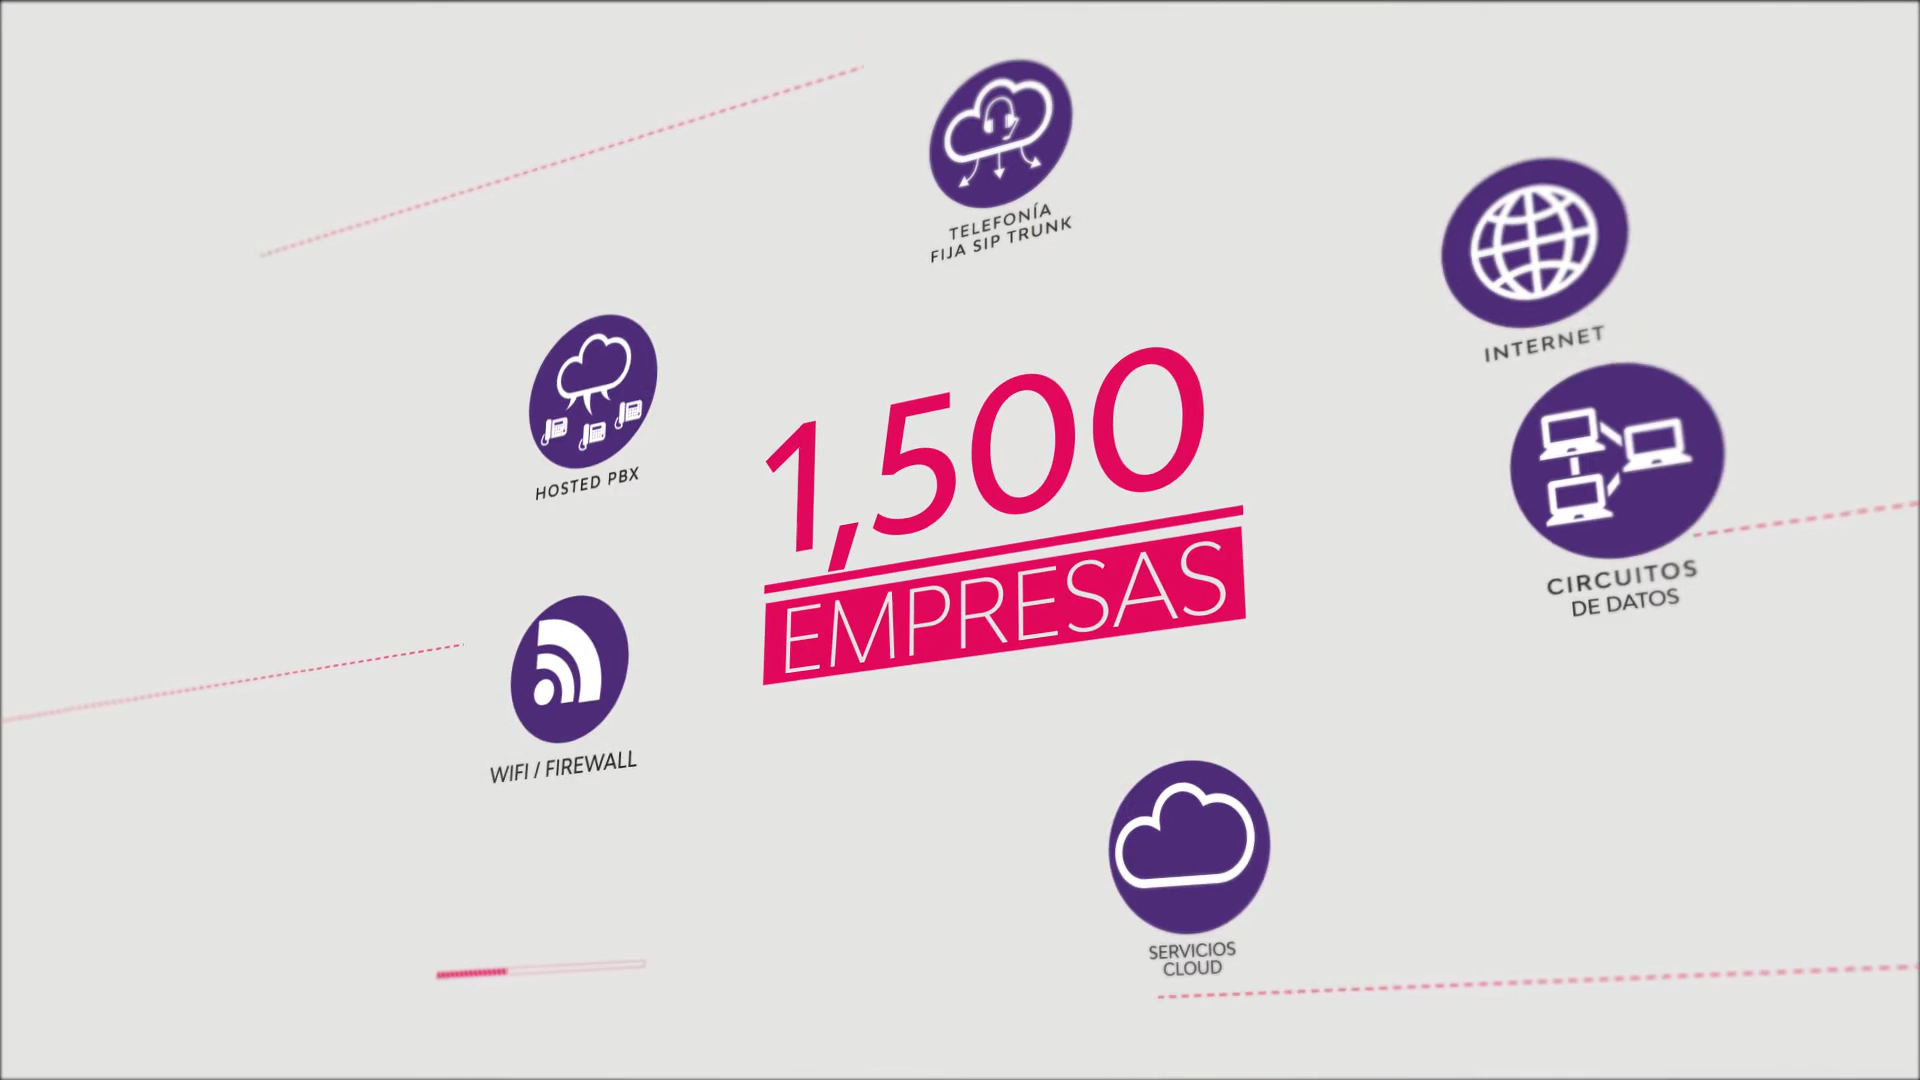 TELEFONÍA
FIJA SIP TRUNK
INTERNET
HOSTED PBX
1,500
EMPRESAS
CIRCUITOS
DE DATOS
WIFI / FIREWALL
SERVICIOS
CLOUD